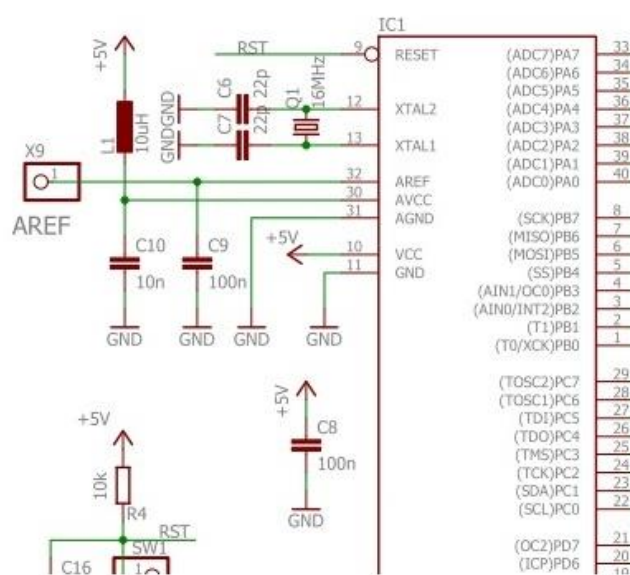 IC1
+5V
RST
9
RESET
(ADC7)PA7
33
(ADC6)PA6
34
(ADC5)PA5
35
C6
22p
Q1
16MHz
GND
12
XTAL2
(ADC4)PA4
36
(ADC3)PA3
37
L1
10uH
GND
C7
22p
13
XTAL1
(ADC2)PA2
38
(ADC1)PA1
39
X9
1
32
AREF
(ADC0)PA0
40
30
AVCC
AREF
31
AGND
(SCK)PB7
8
+5V
(MISO)PB6
7
C10
10n
C9
100n
10
VCC
(MOSI)PB5
6
11
GND
(SS)PB4
5
(AIN1/OC0)PB3
4
(AIN0/INT2)PB2
3
(T1)PB1
2
GND
GND
GND
GND
(T0/XCK)PB0
1
(TOSC2)PC7
29
+5V
(TOSC1)PC6
28
(TDI)PC5
27
+5V
C8
(TDO)PC4
26
(TMS)PC3
25
100n
10k
(TCK)PC2
24
(SDA)PC1
23
R4
(SCL)PC0
22
GND
RST
SW1
(OC2)PD7
21
C16
1
(ICP)PD6
20
19